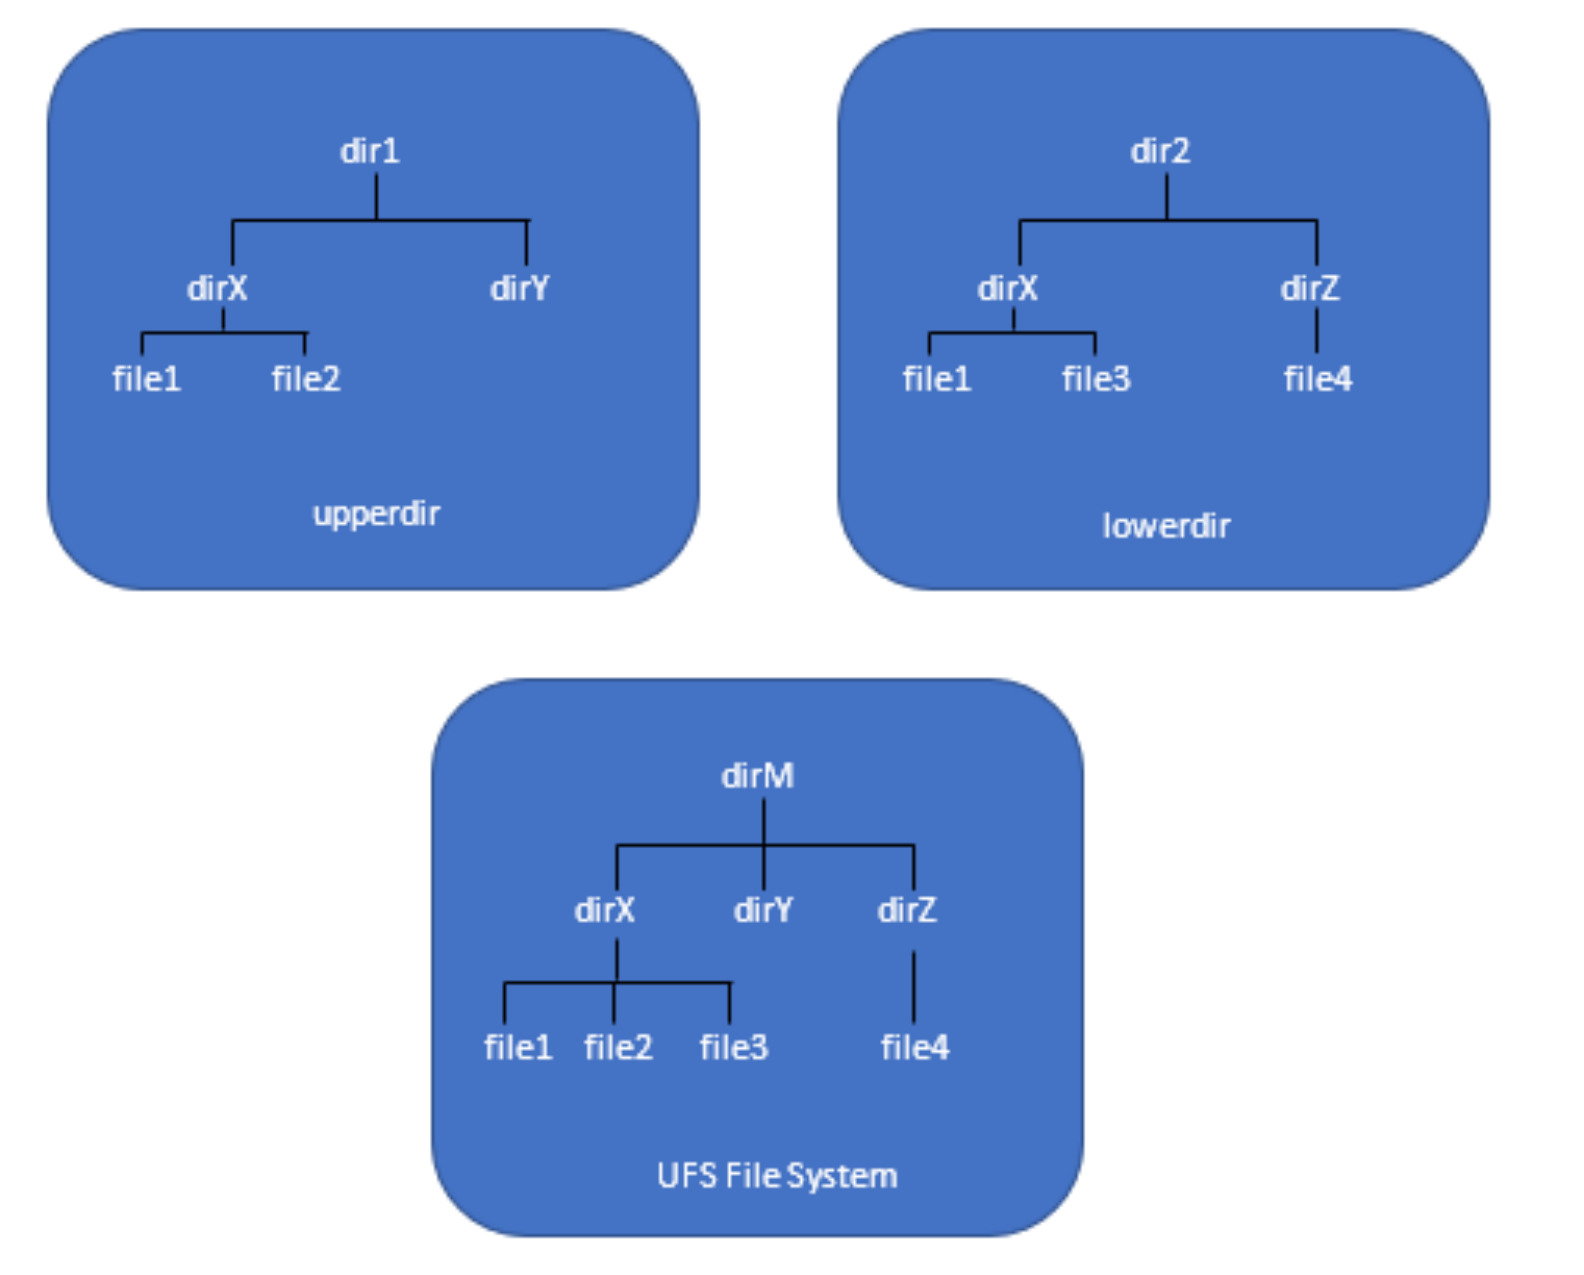 dir1
dirX dirY
file1 file2
upperdir
dir2
dirX dirZ
file1 file3 file4
lowerdir
dirM
dirX dirY dirZ
file1 file2 file3 file4
UFS File System